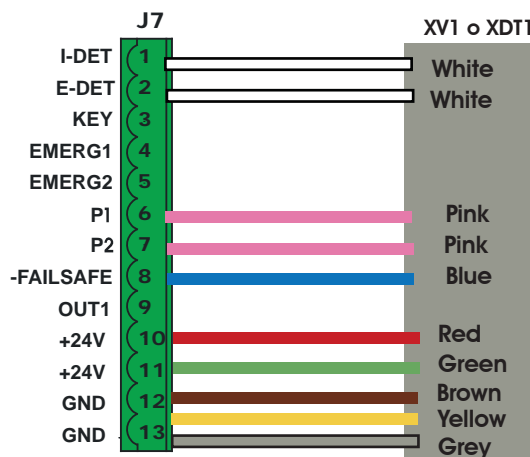 J7
XV1 o XDT1
I-DET 1 White
E-DET 2 White
KEY 3
EMERG1 4
EMERG2 5
P1 6 Pink
P2 7 Pink
-FAILSAFE 8 Blue
OUT1 9
+24V 10 Red
+24V 11 Green
GND 12 Brown
Yellow
GND 13 Grey